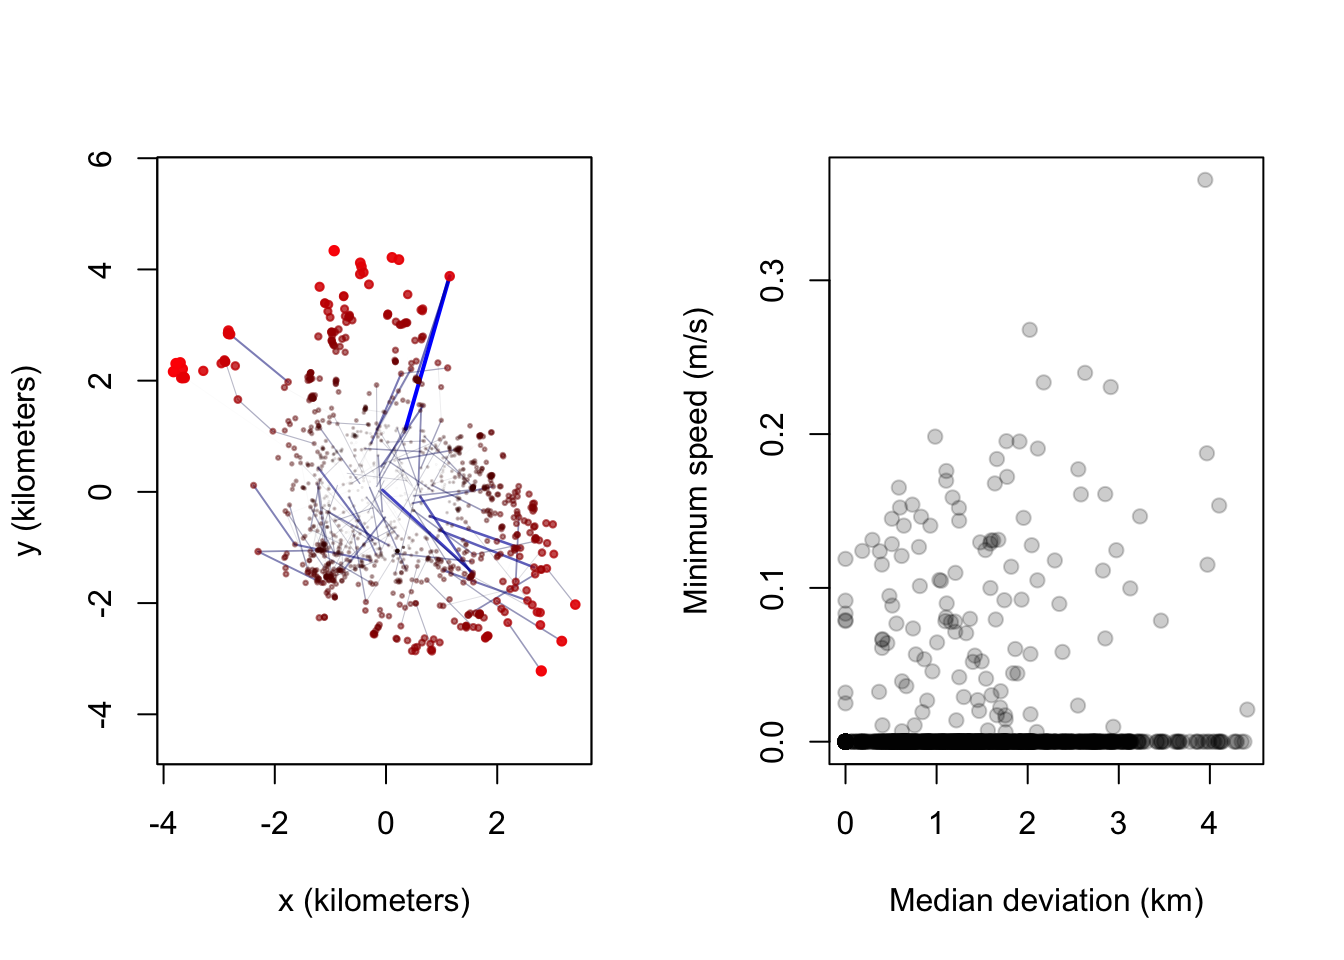 6
4
2
0
-2
-4
-4 -2 0 2
x (kilometers)
y (kilometers)
0.3
0.2
0.1
0.0
0 1 2 3 4
Median deviation (km)
Minimum speed (m/s)